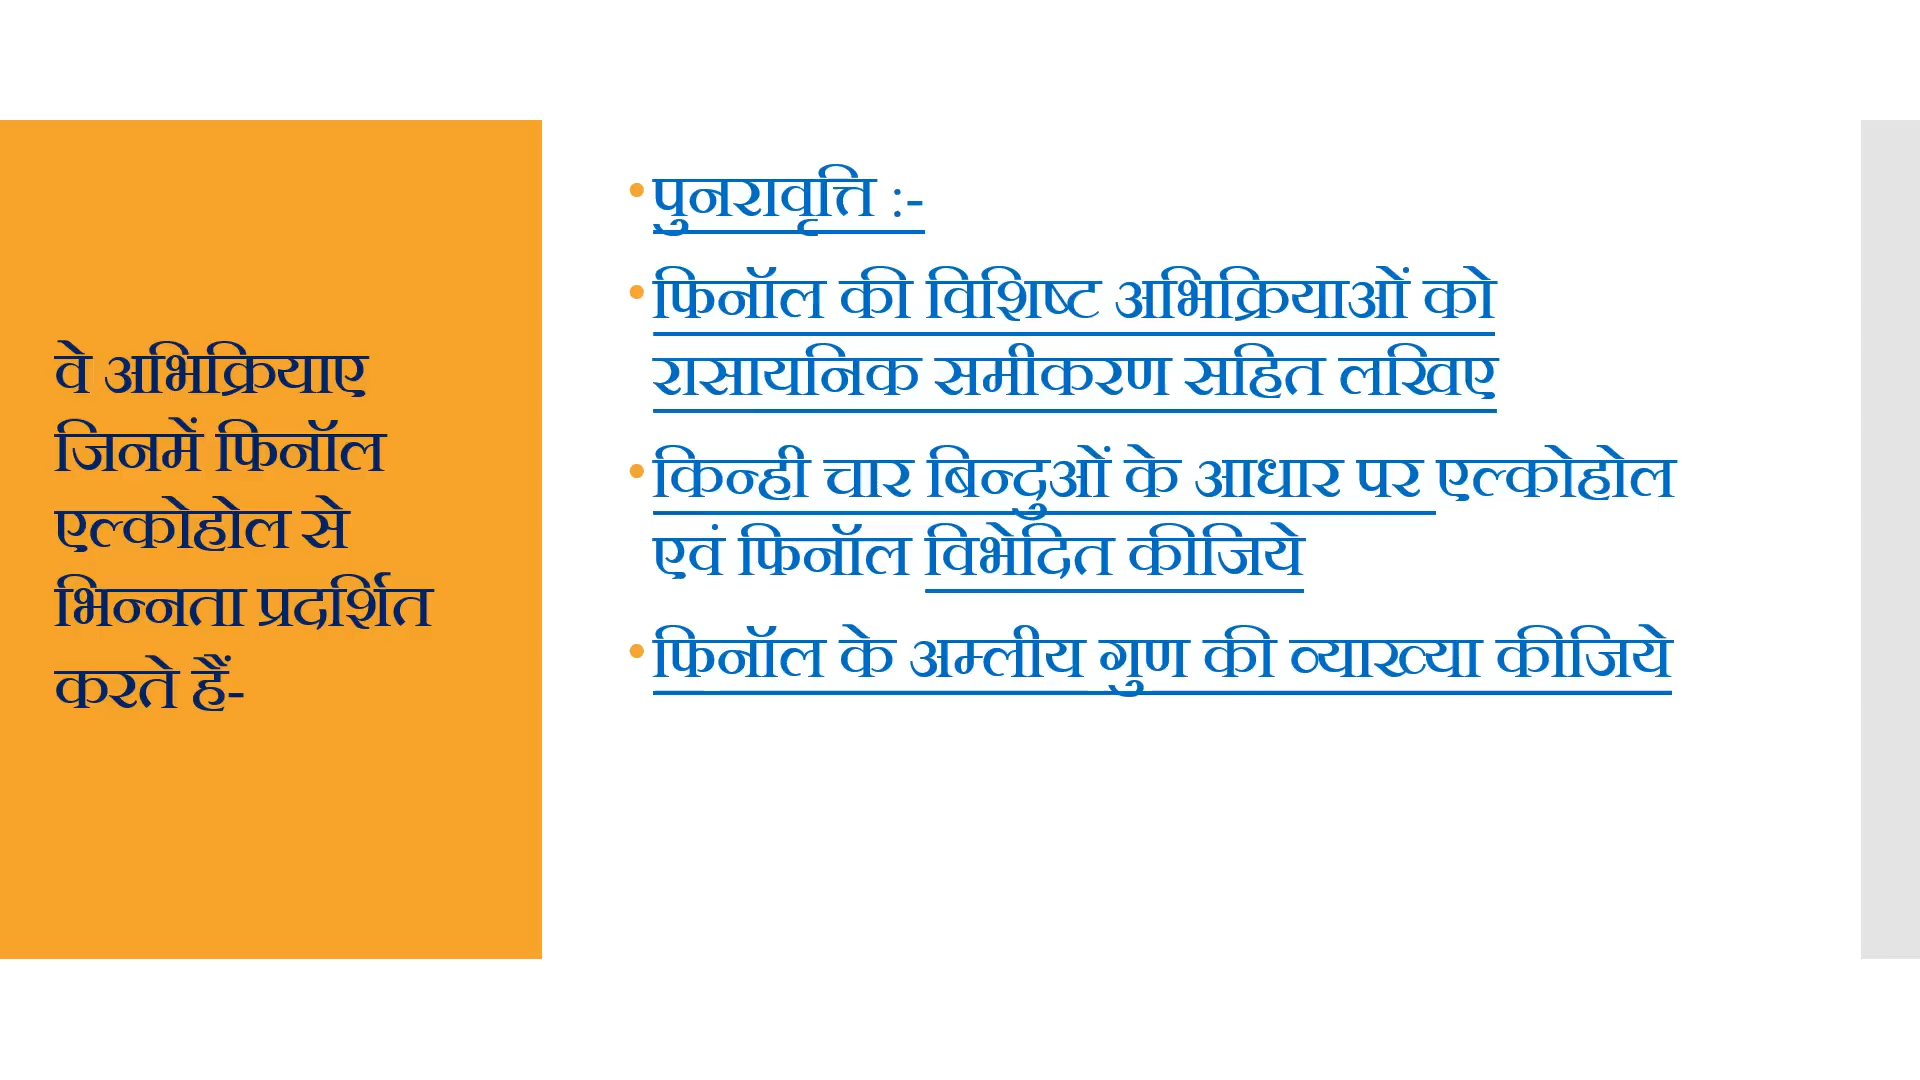 वे अभिक्रियाए
जिनमें फिनॉल
एल्कोहोल से
भिन्नता प्रदर्शित
करते हैं-
•पुनरावृत्ति :-
•फिनॉल की विशिष्ट अभिक्रियाओं को
रासायनिक समीकरण सहित लखिए
•किन्ही चार बिन्दुओं के आधार पर एल्कोहोल
एवं फिनॉल विभेदित कीजिये
•फिनॉल के अम्लीय गुण की व्याख्या कीजिये